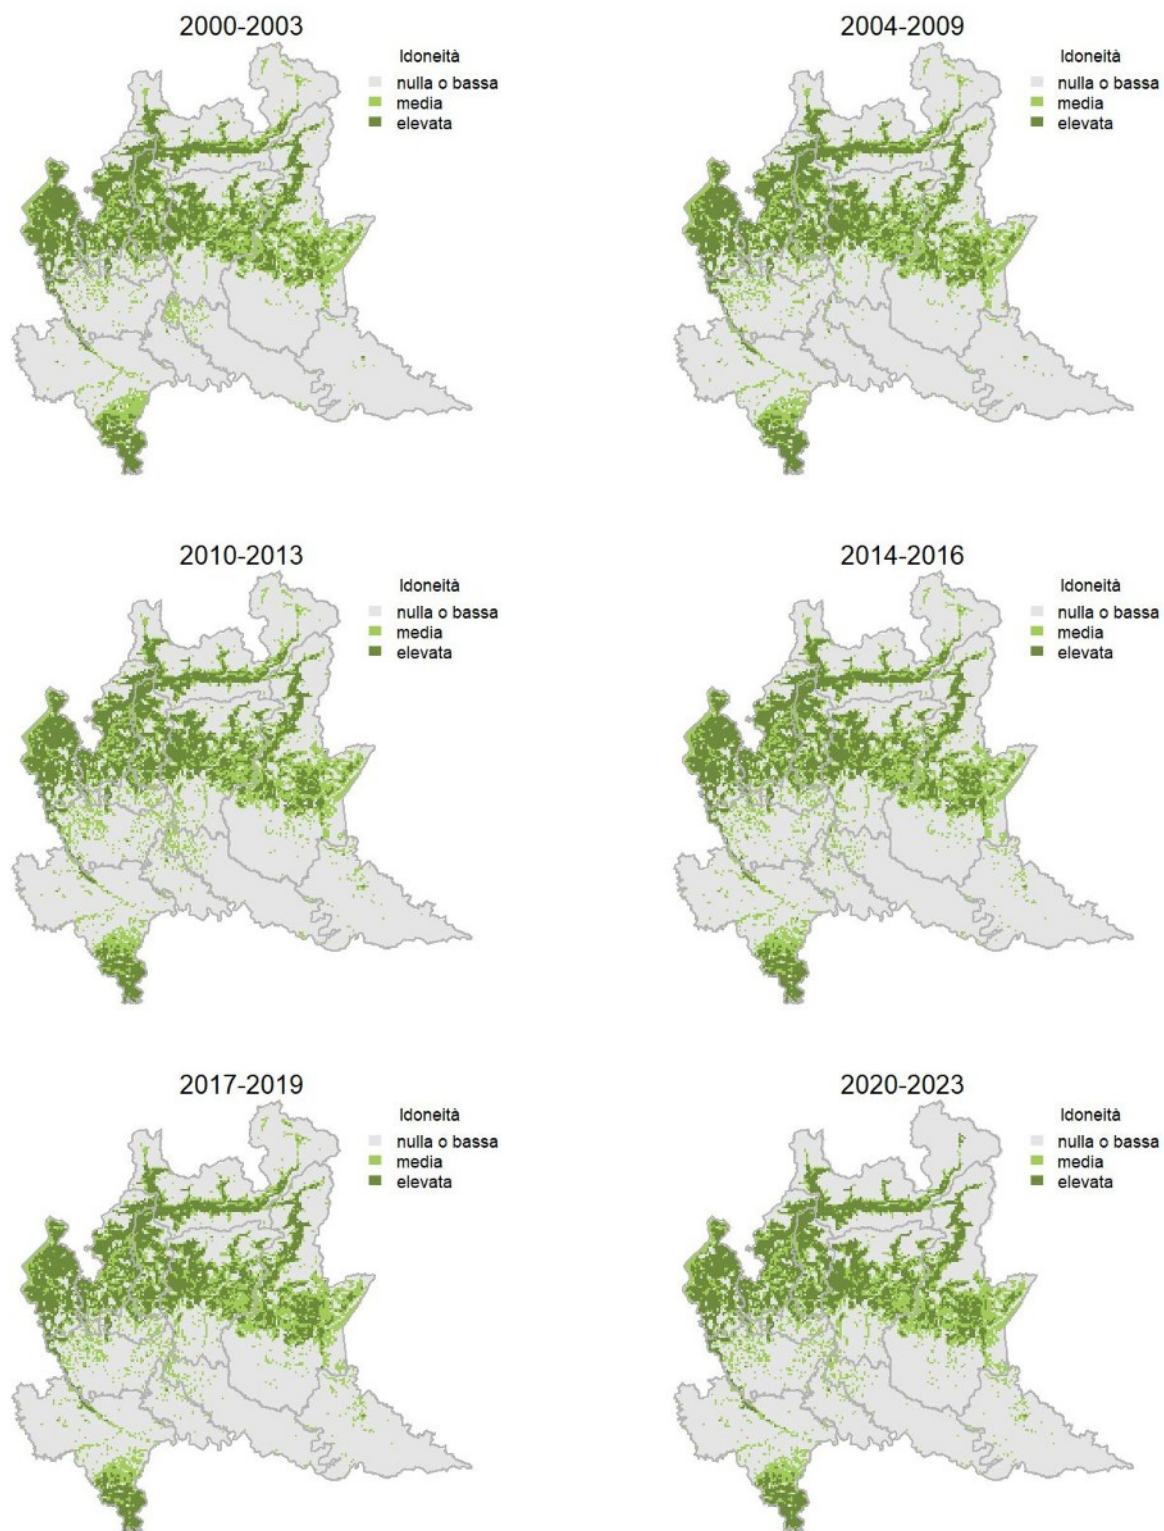 2000-2003
Idoneità
nulla o bassa
media
elevata
2004-2009
Idoneità
nulla o bassa
media
elevata
2010-2013
Idoneità
nulla o bassa
media
elevata
2014-2016
Idoneità
nulla o bassa
media
elevata
2017-2019
Idoneità
nulla o bassa
media
elevata
2020-2023
Idoneità
nulla o bassa
media
elevata